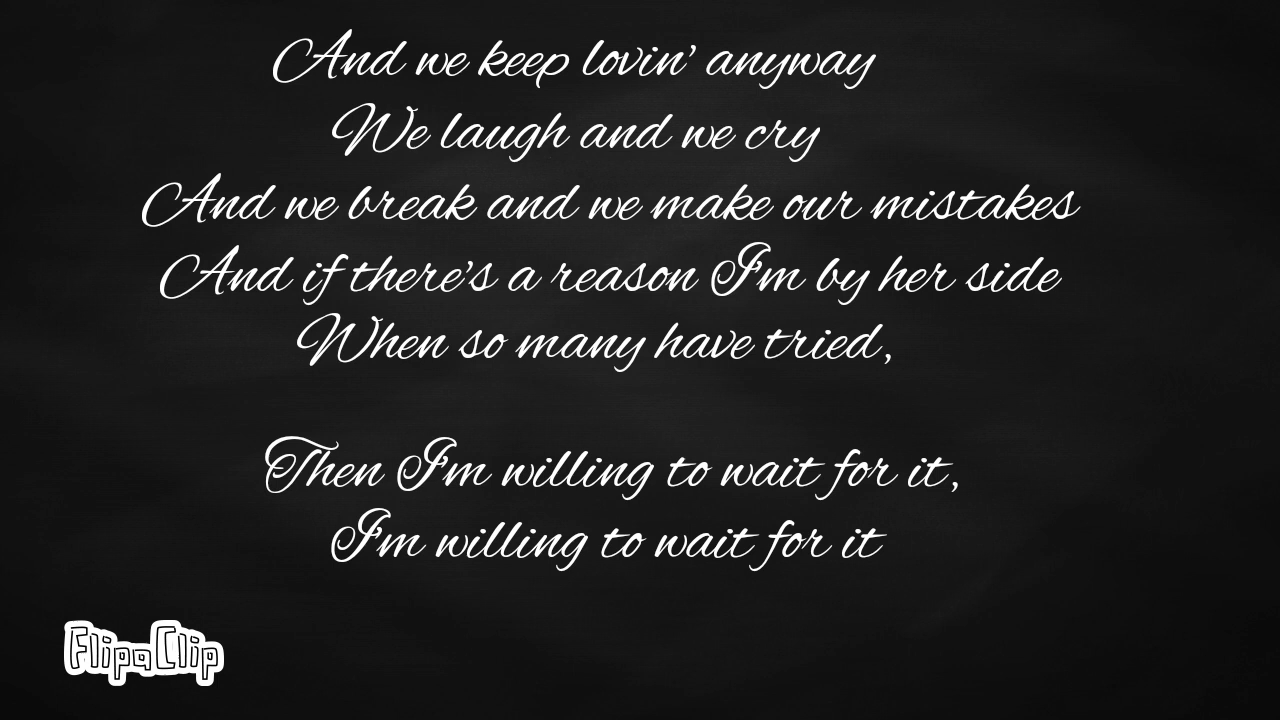 And we keep lovin' anyway
We laugh and we cry
And we break and we make our mistakes
And if there's a reason I'm by her side
When so many have tried,
Then I'm willing to wait for it,
I'm willing to wait for it
FlipaClip